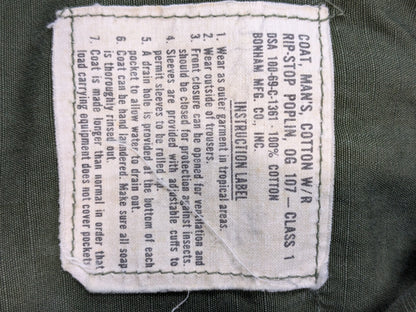 COAT, MAN'S, COTTON W/R
RIP-STOP POPLIN, OG 107 — CLASS 1
DSA 100-69-C-1261 - 100% COTTON
BONHAM MFG. CO. INC.
INSTRUCTION LABEL
1. Wear as outer garment in tropical areas.
2. Wear outside of trousers.
3. Front closure can be opened for ventilation and
should be closed for protection against insects.
4. Sleeves are provided with adjustable cuffs to
permit sleeves to be rolled
5. A drain hole is provided at the bottom of each
pocket to allow water to drain out.
6. Coat can be hand laundered. Make sure all soap
is thoroughly rinsed out.
7. Coat is made longer than normal in order that
load carrying equipment does not cover pockets